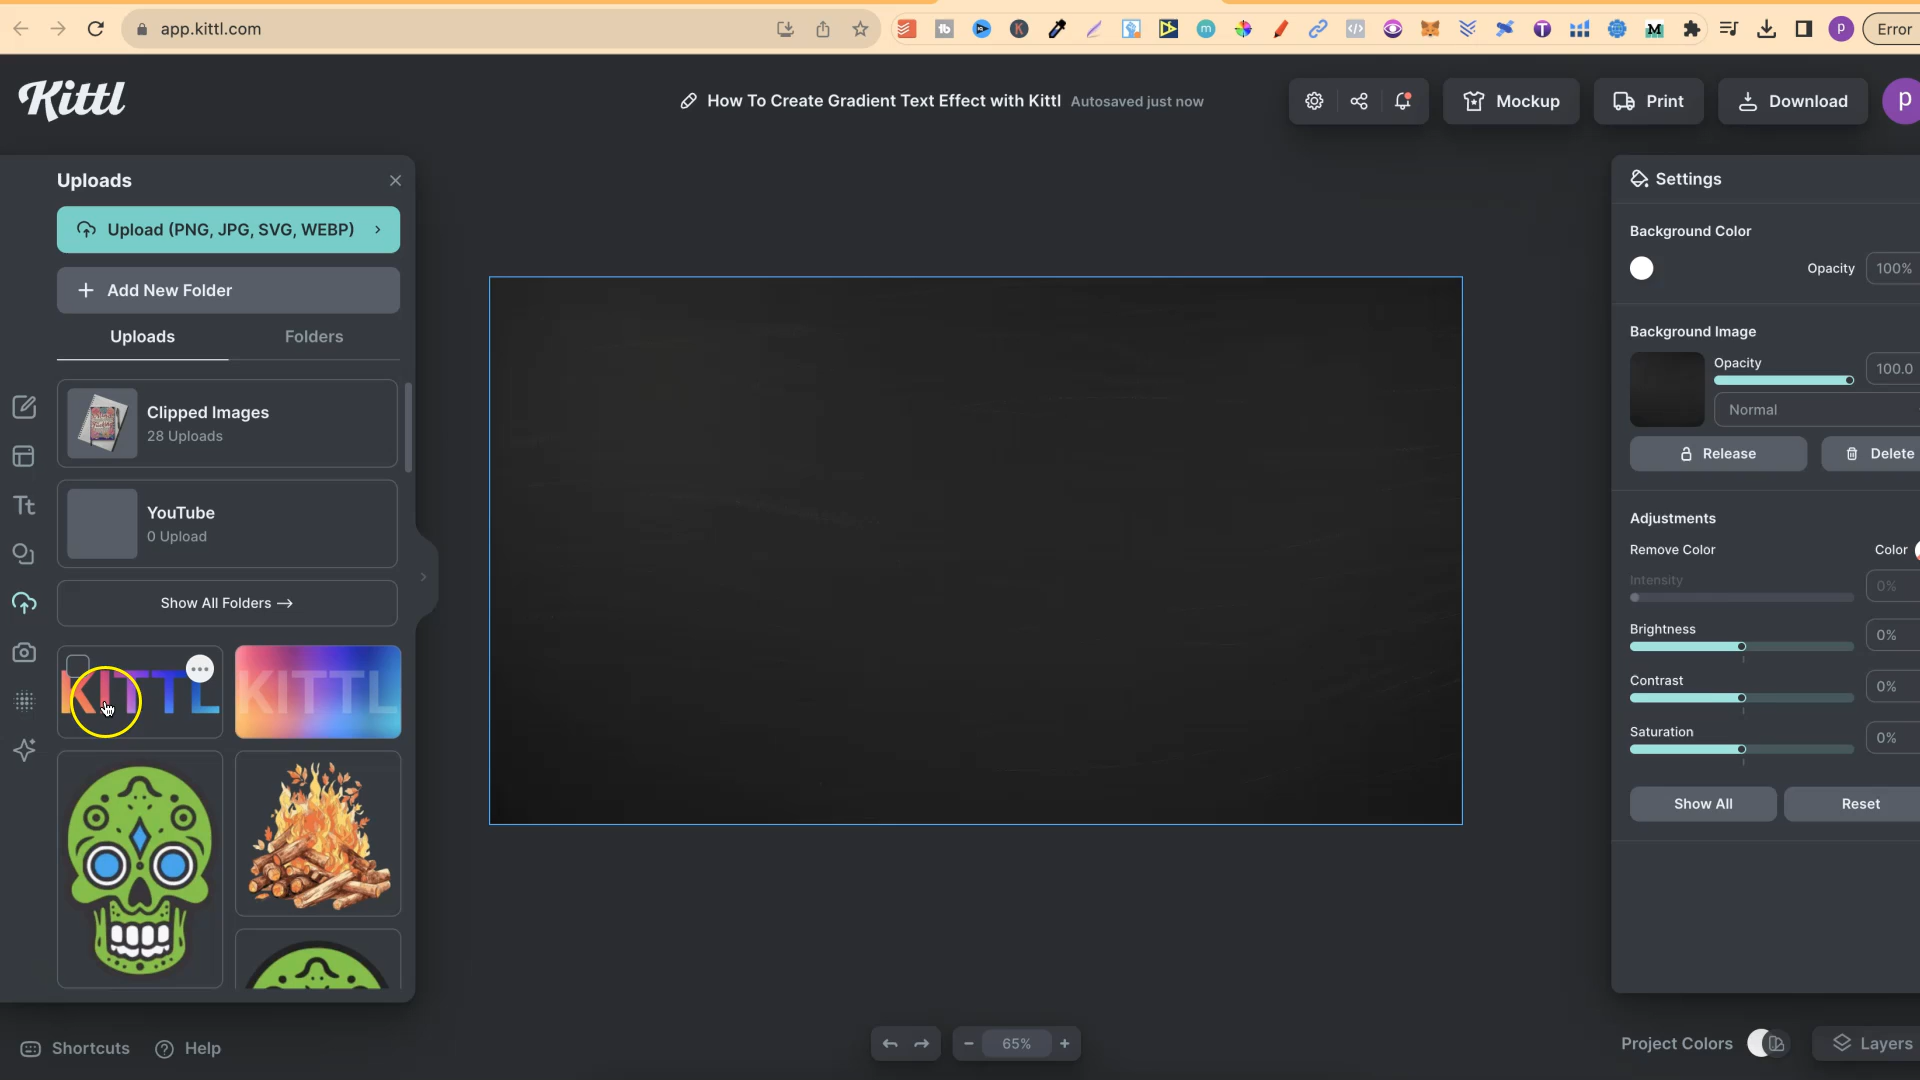 app.kittl.com
Error
Kittl
How To Create Gradient Text Effect with Kittl Autosaved just now
Mockup
Print
Download
p
Uploads
Upload (PNG, JPG, SVG, WEBP)
Add New Folder
Uploads Folders
Clipped Images
28 Uploads
YouTube
0 Upload
Show All Folders →
KITTL
KITTL
Settings
Background Color
Opacity 100%
Background Image
Opacity
100.0
Normal
Release Delete
Adjustments
Remove Color Color
Intensity
0%
Brightness
0%
Contrast
0%
Saturation
0%
Show All Reset
Shortcuts Help
65%
Project Colors Layers